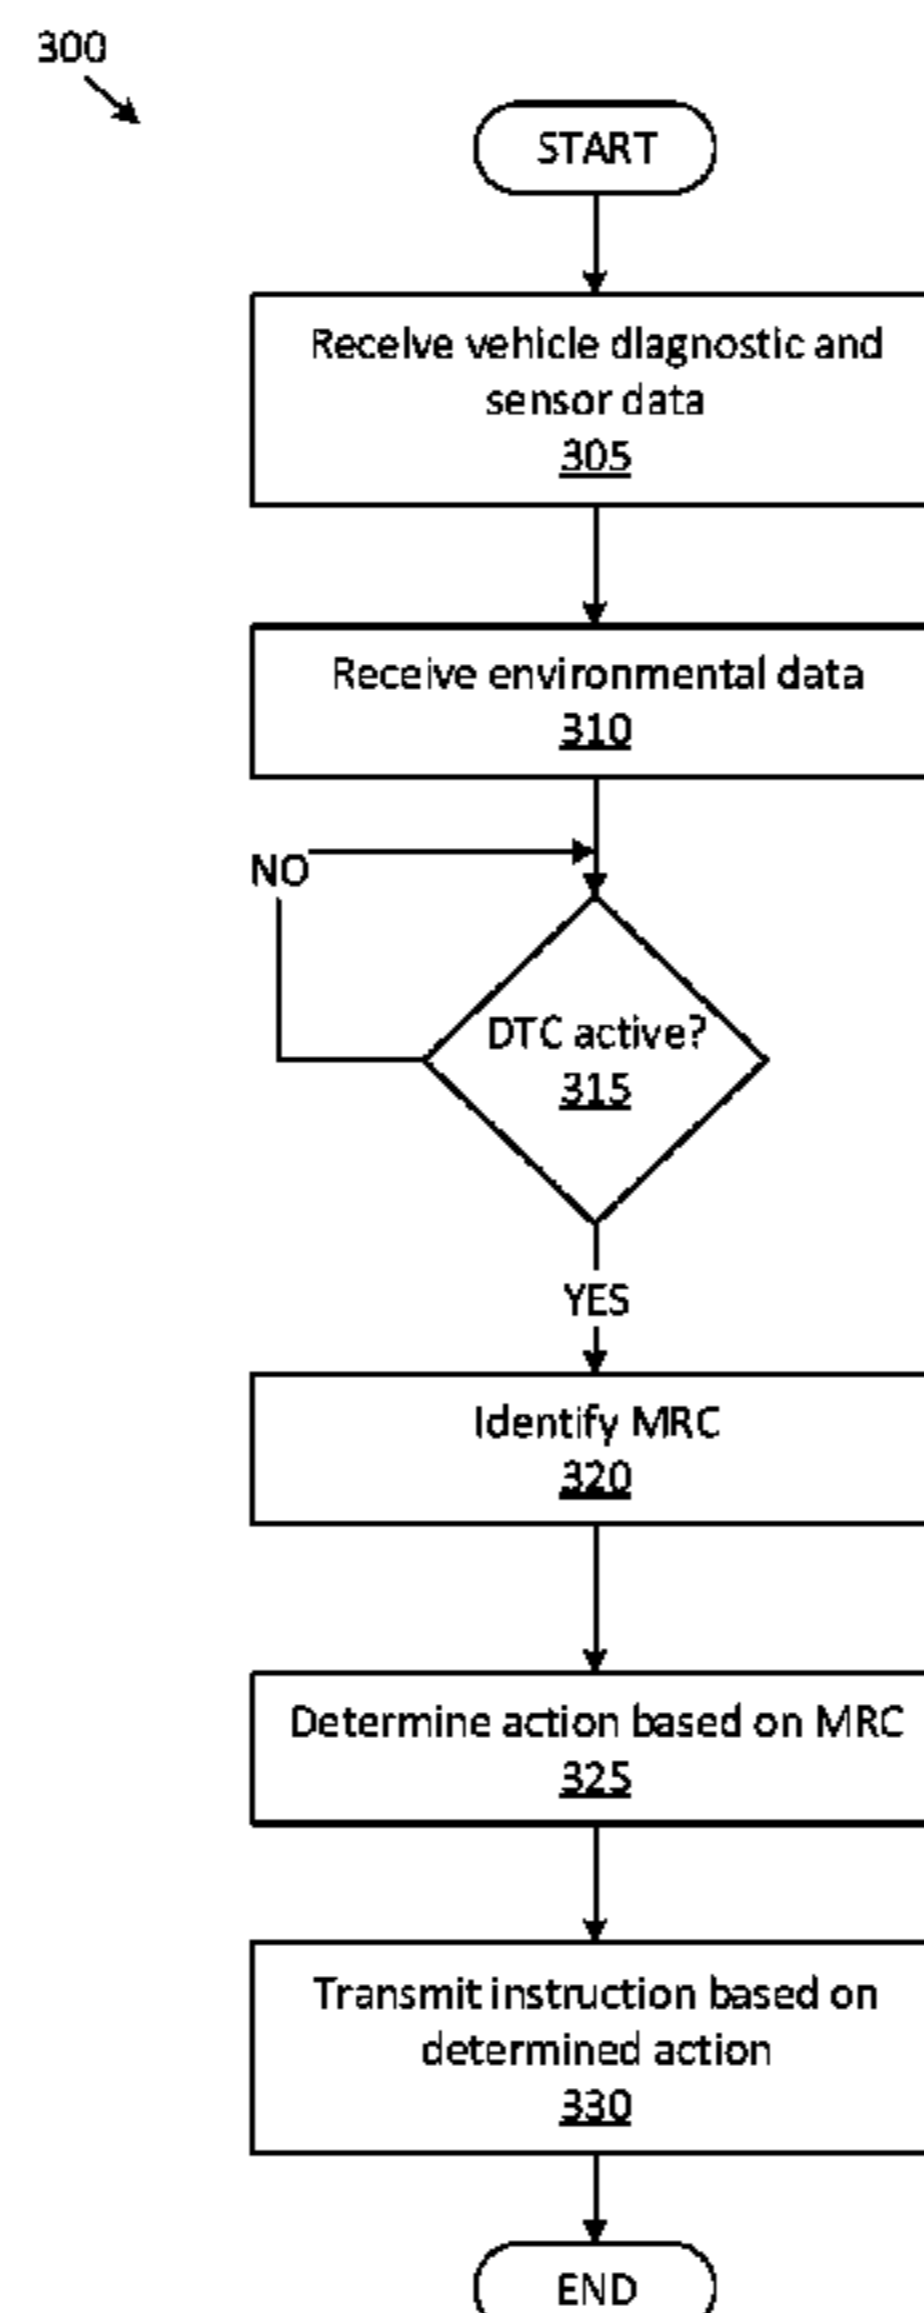 300
START
Receive vehicle diagnostic and
sensor data
305
Receive environmental data
310
NO
DTC active?
315
YES
Identify MRC
320
Determine action based on MRC
325
Transmit instruction based on
determined action
330
END